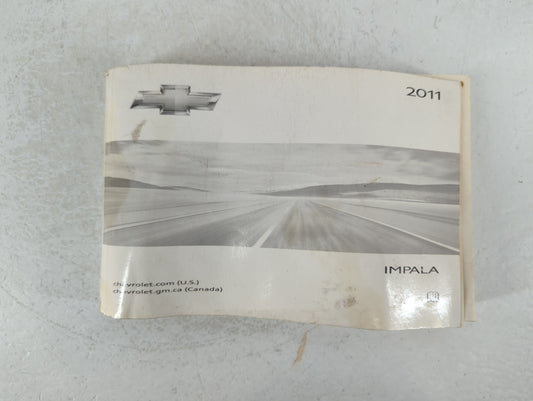 2011
IMPALA
chevrolet.com (U.S.)
chevrolet.gm.ca (Canada)